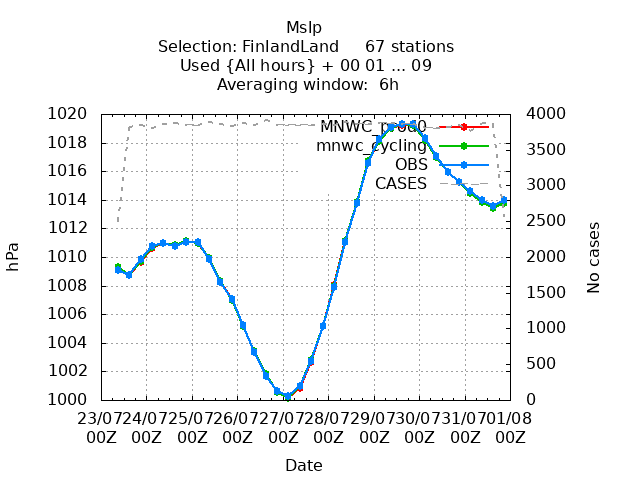 Mslp
Selection: FinlandLand 67 stations
Used {All hours} + 00 01 ... 09
Averaging window: 6h
1020
1018
1016
1014
1012
1010
1008
1006
1004
1002
1000
hPa
4000
3500
3000
2500
2000
1500
1000
500
0
No cases
MNWC_prod0
mnwc_cycling
OBS
CASES
23/07 24/07 25/07 26/07 27/07 28/07 29/07 30/07 31/07 01/08
00Z 00Z 00Z 00Z 00Z 00Z 00Z 00Z 00Z 00Z
Date